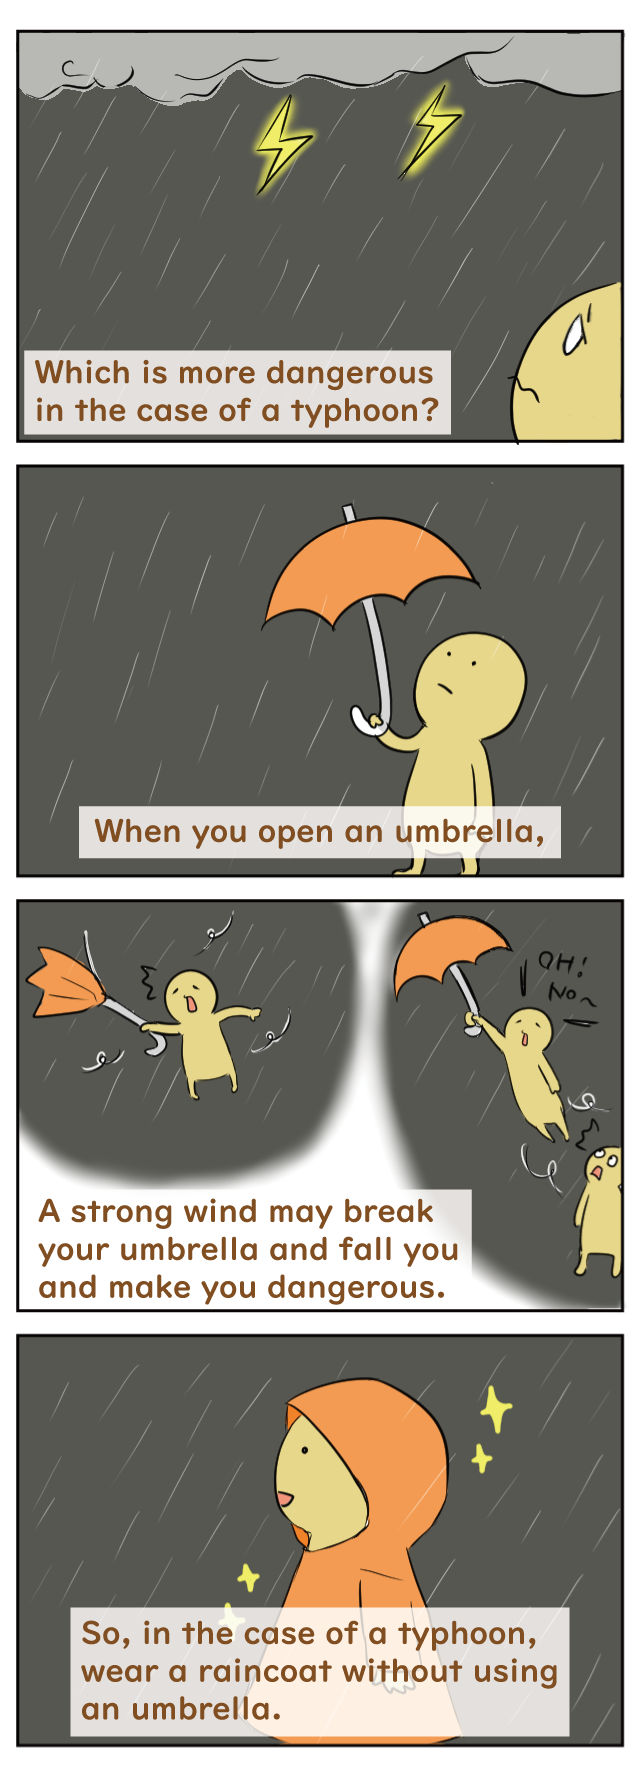 Which is more dangerous
in the case of a typhoon?
When you open an umbrella,
OH!
No~
A strong wind may break
your umbrella and fall you
and make you dangerous.
So, in the case of a typhoon,
wear a raincoat without using
an umbrella.